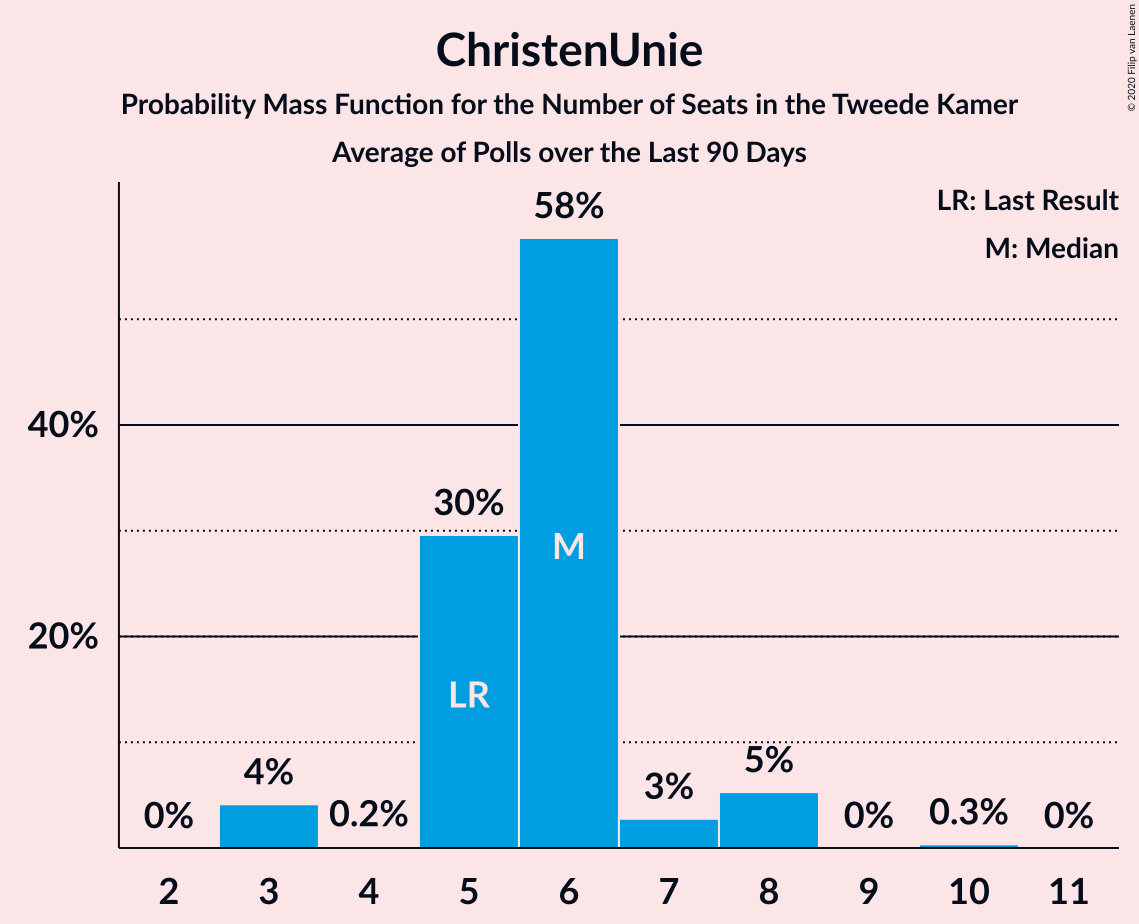 ChristenUnie
Probability Mass Function for the Number of Seats in the Tweede Kamer
Average of Polls over the Last 90 Days
© 2020 Filip van Laenen
LR: Last Result
M: Median
58%
40%
30%
M
20%
LR
5%
4%
3%
0%
0.2%
0%
0.3%
0%
2 3 4 5 6 7 8 9 10 11